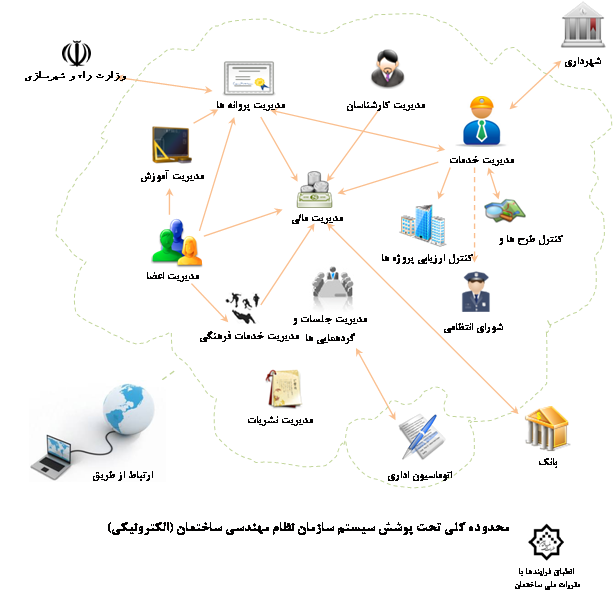 شهرداری
وزارت راه و شهرسازی
مدیریت پروانه ها
مدیریت کارشناسان
مدیریت خدمات
مدیریت آموزش
مدیریت مالی
کنترل طرح ها و
کنترل ارزیابی پروژه ها
مدیریت اعضا
مدیریت جلسات و
گردهمایی ها
شورای انتظامی
مدیریت خدمات فرهنگی
مدیریت نشریات
بانک
اتوماسیون اداری
ارتباط از طریق
محدوده کلی تحت پوشش سیستم سازمان نظام مهندسی ساختمان (الکترونیکی)
انطباق فرایندها با
مقررات ملی ساختمان